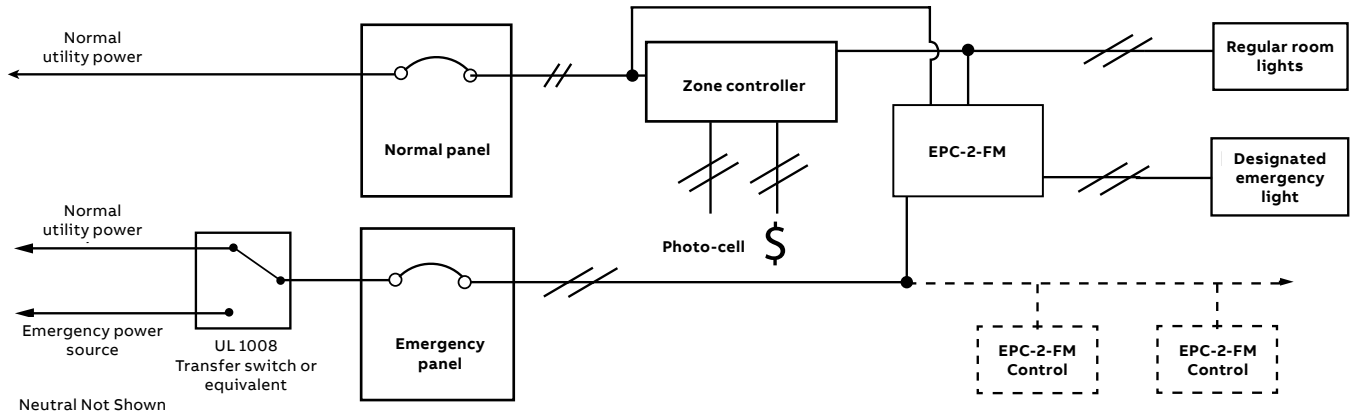 Normal
utility power
Normal panel
Zone controller
Regular room
lights
EPC-2-FM
Designated
emergency
light
Photo-cell
$
Normal
utility power
Emergency power
source
UL 1008
Transfer switch or
equivalent
Emergency
panel
EPC-2-FM
Control
EPC-2-FM
Control
Neutral Not Shown